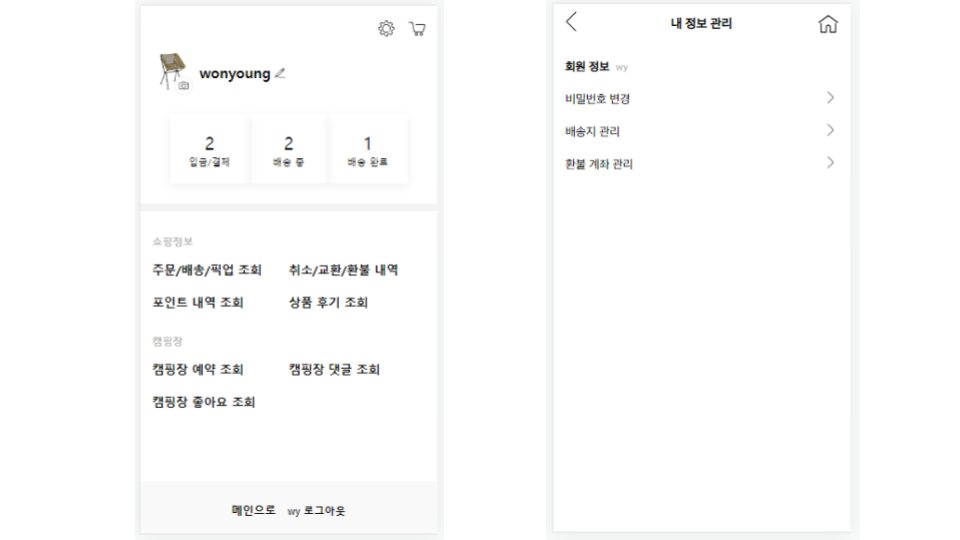 wonyoung
2 2 1
입금/결제 배송 중 배송 완료
쇼핑정보
주문/배송/픽업 조회 취소/교환/환불 내역
포인트 내역 조회 상품 후기 조회
캠핑장
캠핑장 예약 조회 캠핑장 댓글 조회
캠핑장 좋아요 조회
메인으로 wy 로그아웃
내 정보 관리
회원 정보 wy
비밀번호 변경
배송지 관리
환불 계좌 관리